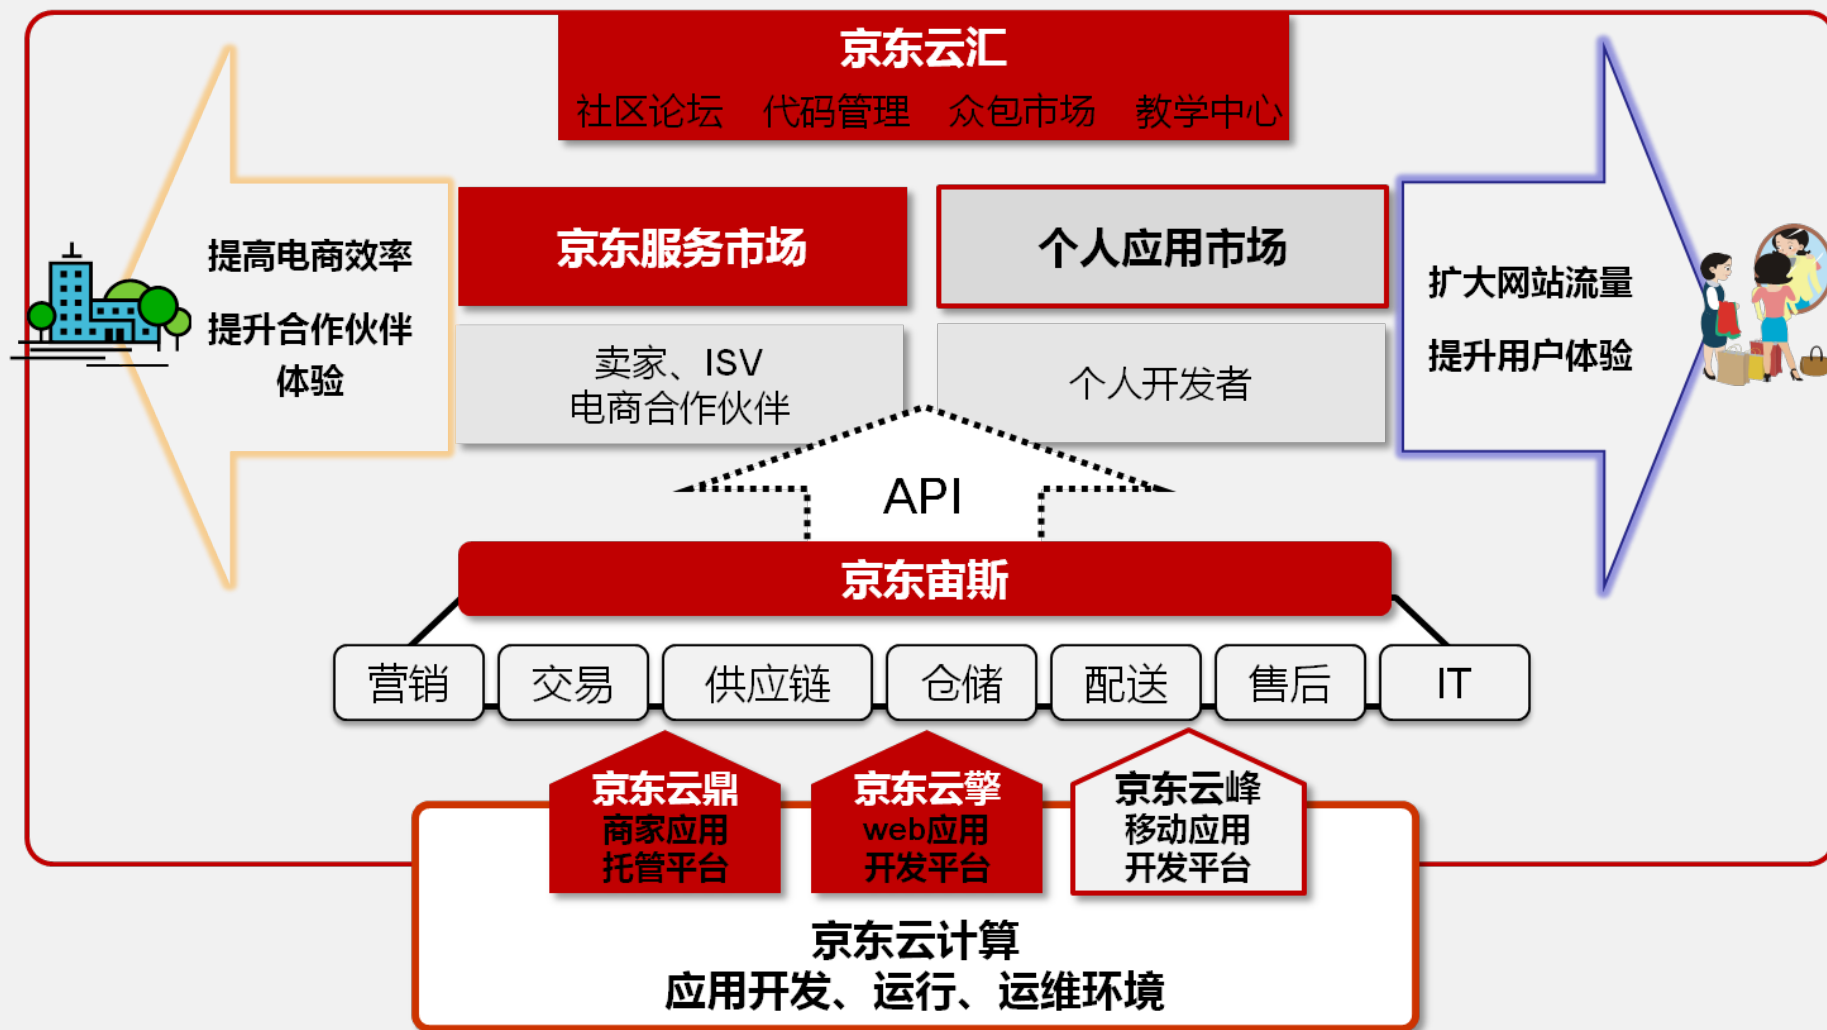 京东云汇
社区论坛 代码管理 众包市场 教学中心
提高电商效率
提升合作伙伴
体验
京东服务市场
个人应用市场
卖家、ISV
电商合作伙伴
个人开发者
扩大网站流量
提升用户体验
API
京东宙斯
营销 交易 供应链 仓储 配送 售后 IT
京东云鼎
商家应用
托管平台
京东云擎
web应用
开发平台
京东云峰
移动应用
开发平台
京东云计算
应用开发、运行、运维环境